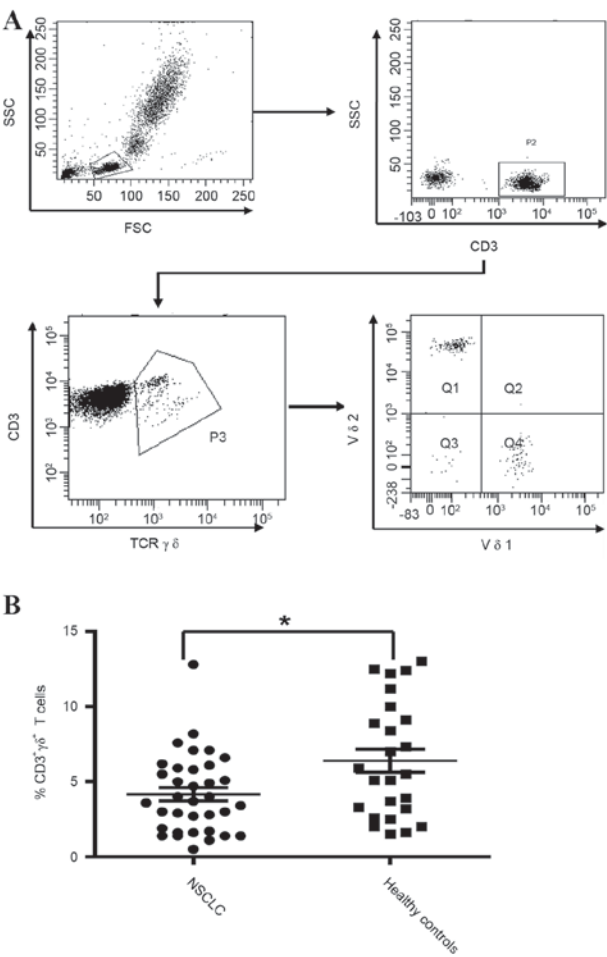 A
SSC
250
200
150
100
50
50 100 150 200 250
FSC
SSC
250
200
150
100
50
P2
-103 0 10² 10³ 10⁴ 10⁵
CD3
CD3
10⁵
10⁴
10³
10²
P3
10² 10³ 10⁴ 10⁵
TCR γ δ
V δ 2
10⁵
10⁴
10³
0 10²
-238
Q1 Q2
Q3 Q4
-83 0 10² 10³ 10⁴ 10⁵
V δ 1
B
% CD3⁺ γδ⁺ T cells
15
10
5
0
*
NSCLC
Healthy controls